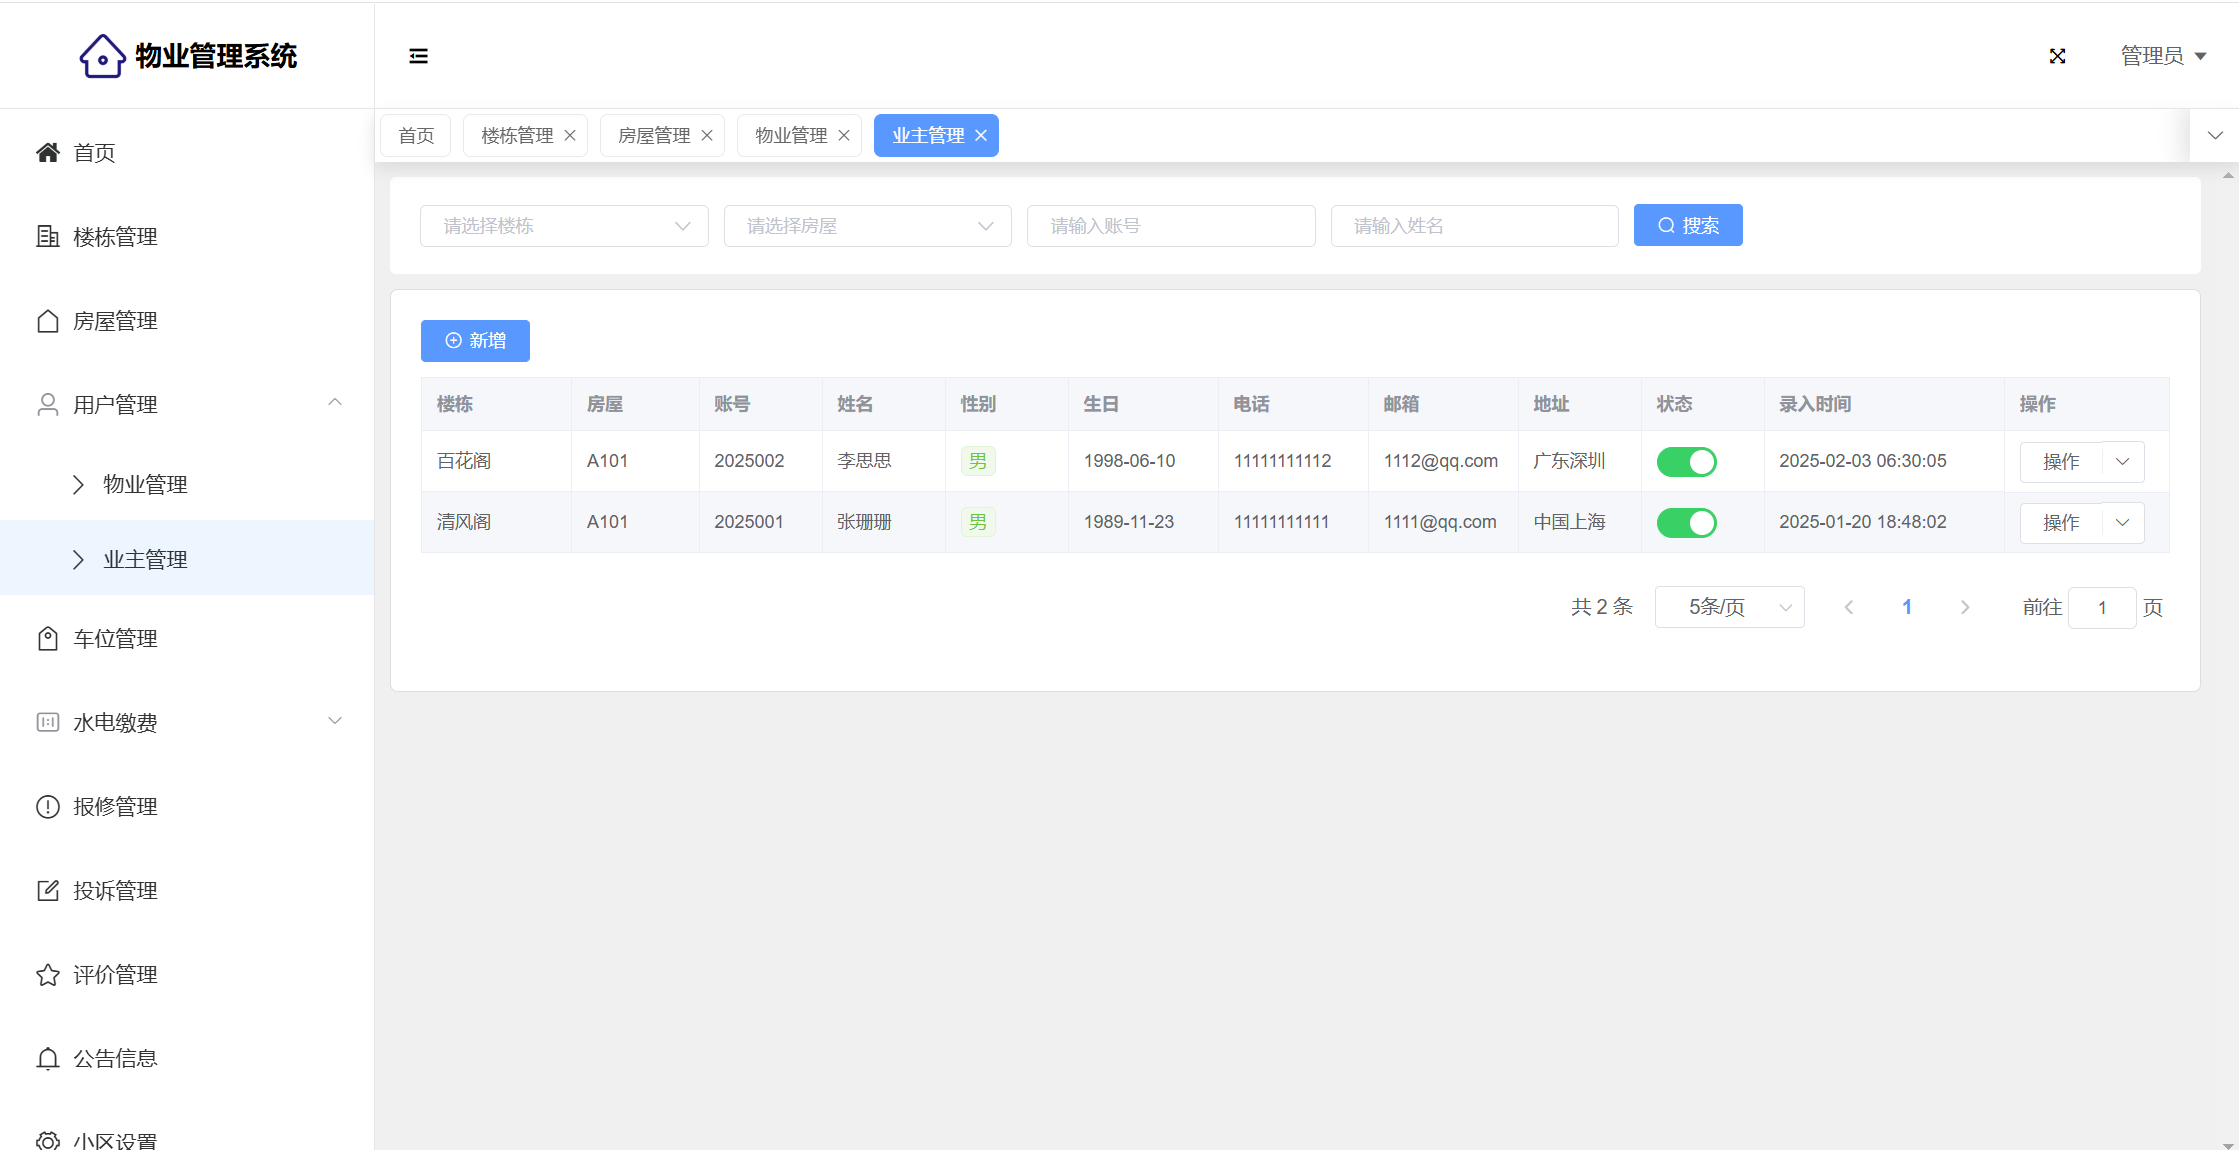 物业管理系统
管理员
首页
楼栋管理
房屋管理
用户管理
物业管理
业主管理
车位管理
水电缴费
报修管理
投诉管理
评价管理
公告信息
小区设置
首页 楼栋管理 房屋管理 物业管理 业主管理
请选择楼栋 请选择房屋 请输入账号 请输入姓名 搜索
新增
楼栋 房屋 账号 姓名 性别 生日 电话 邮箱 地址 状态 录入时间 操作
百花阁 A101 2025002 李思思 男 1998-06-10 11111111112 1112@qq.com 广东深圳 2025-02-03 06:30:05 操作
清风阁 A101 2025001 张珊珊 男 1989-11-23 11111111111 1111@qq.com 中国上海 2025-01-20 18:48:02 操作
共 2 条 5条/页 1 前往 1 页